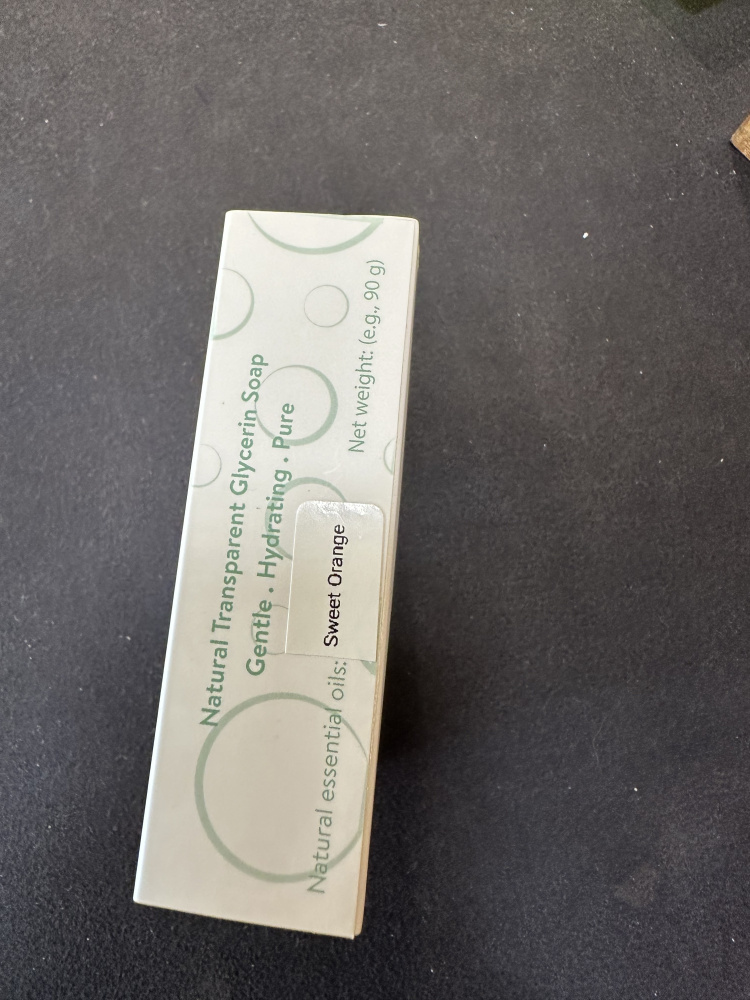 Natural Transparent Glycerin Soap
Gentle • Hydrating • Pure
Natural essential oils: Sweet Orange
Net weight: (e.g., 90 g)